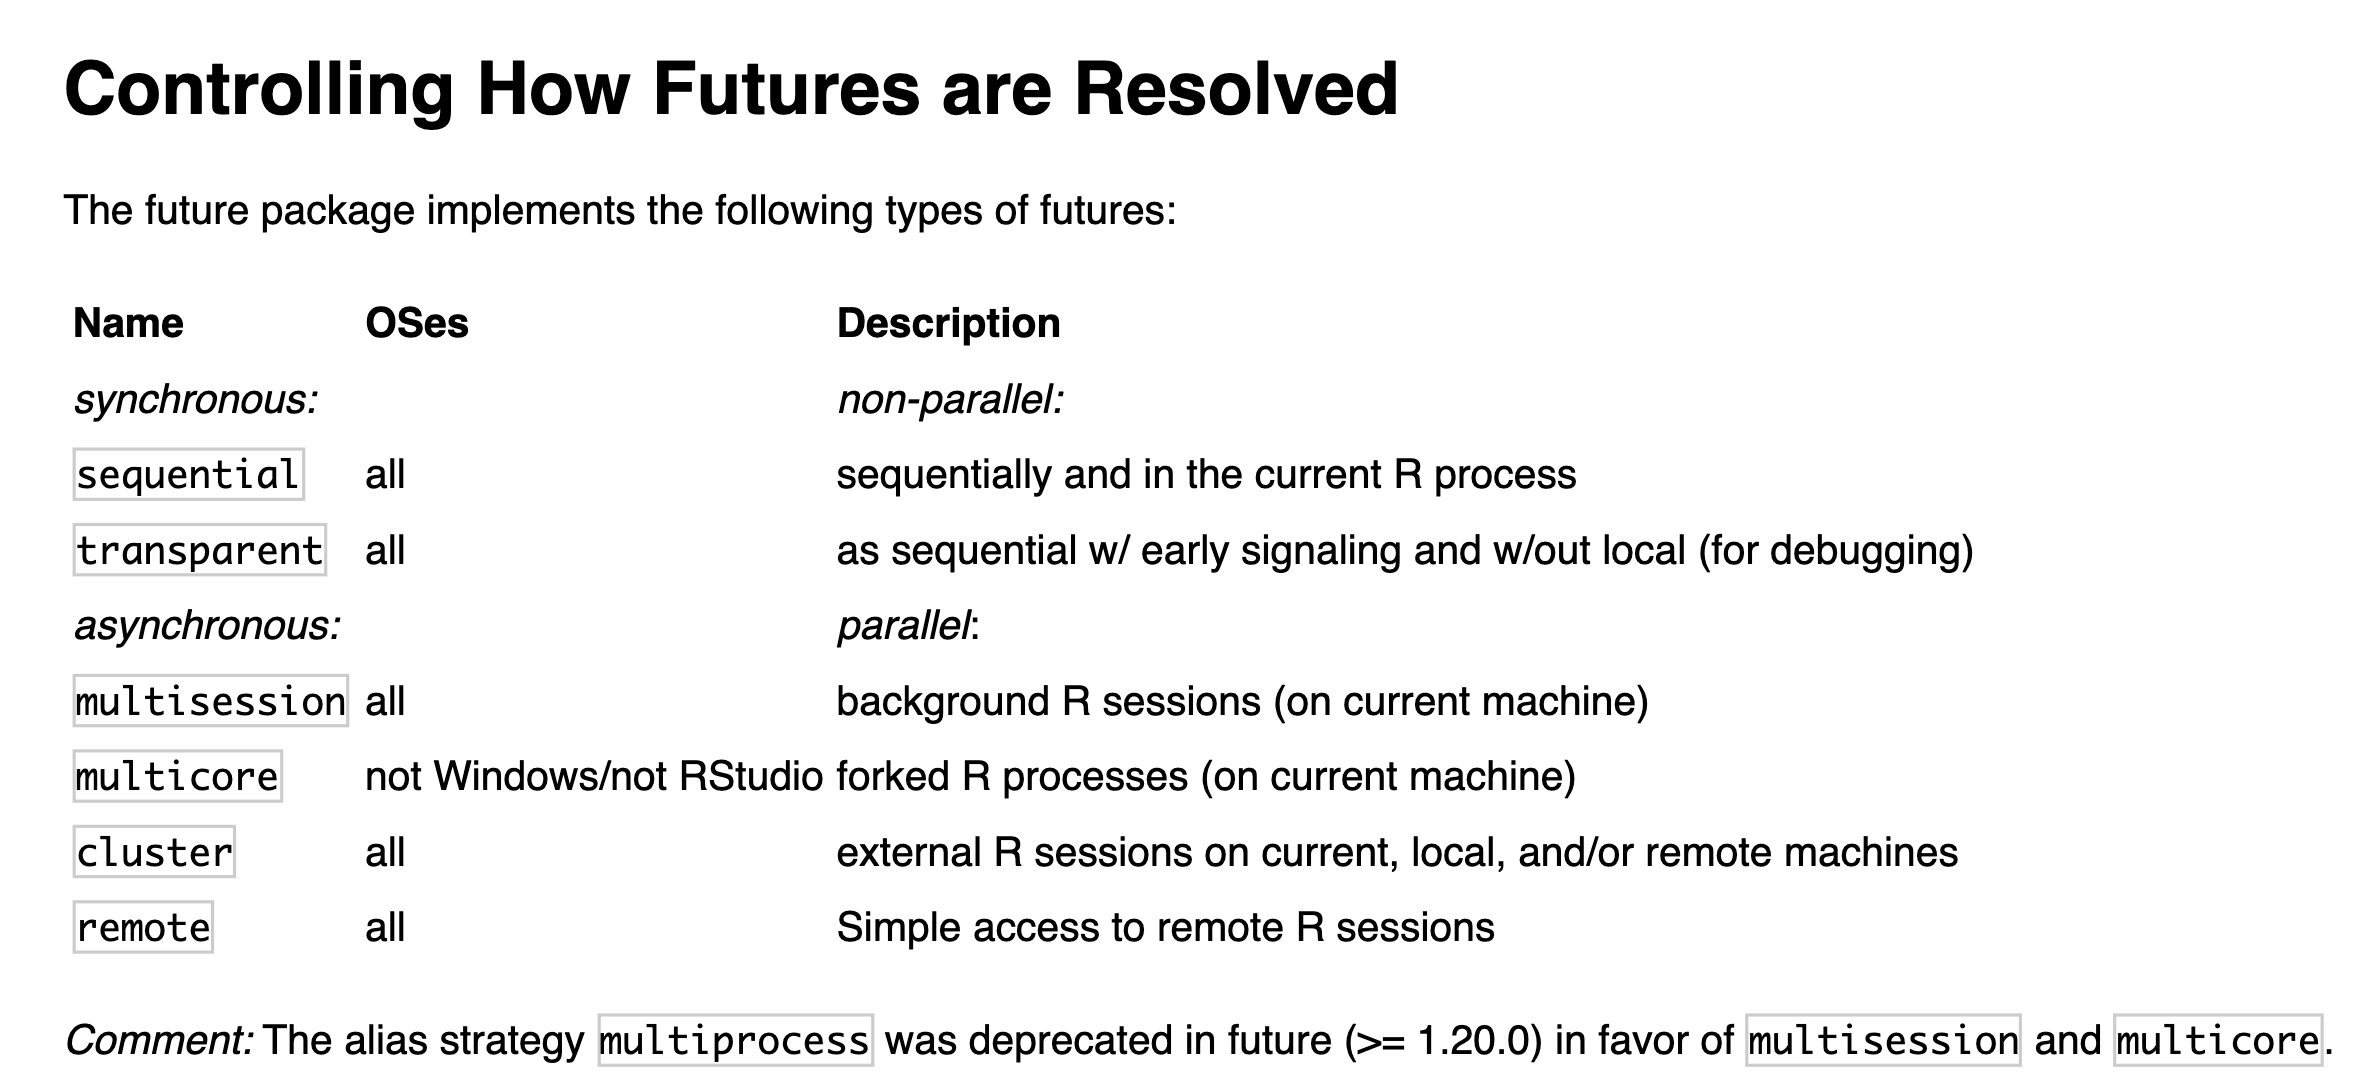 Controlling How Futures are Resolved
The future package implements the following types of futures:
Name OSes Description
synchronous: non-parallel:
sequential all sequentially and in the current R process
transparent all as sequential w/ early signaling and w/out local (for debugging)
asynchronous: parallel:
multisession all background R sessions (on current machine)
multicore not Windows/not RStudio forked R processes (on current machine)
cluster all external R sessions on current, local, and/or remote machines
remote all Simple access to remote R sessions
Comment: The alias strategy multiprocess was deprecated in future (>= 1.20.0) in favor of multisession and multicore.